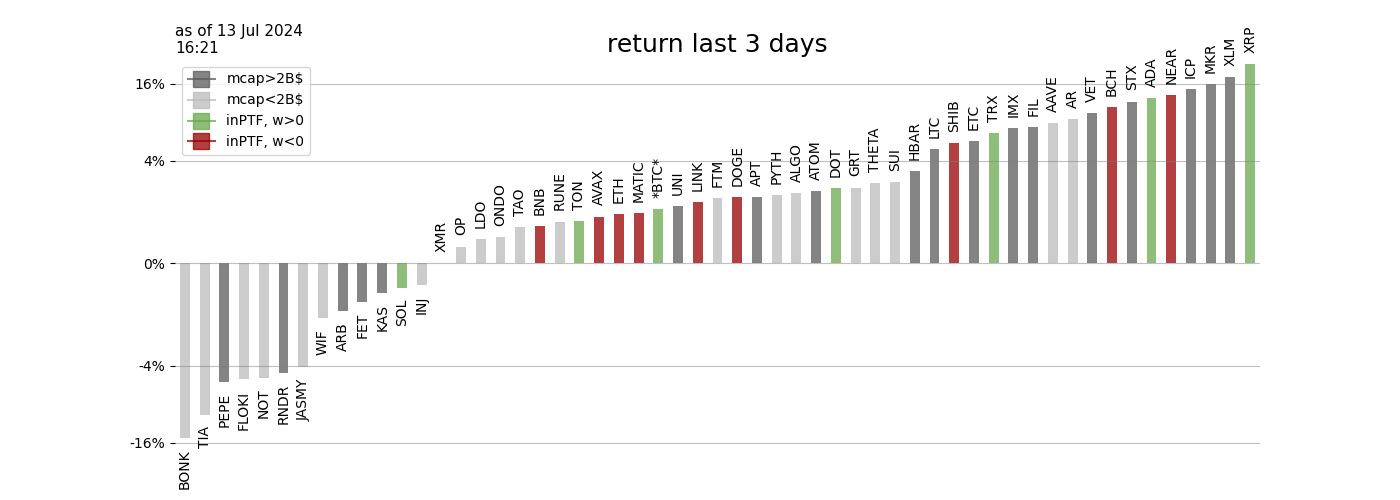 as of 13 Jul 2024
16:21
return last 3 days
mcap>2B$
mcap<2B$
inPTF, w>0
inPTF, w<0
16%
4%
0%
-4%
-16%
BONK
TIA
PEPE
FLOKI
NOT
RNDR
JASMY
WIF
ARB
FET
KAS
SOL
INJ
XMR
OP
LDO
ONDO
TAO
BNB
RUNE
TON
AVAX
ETH
MATIC
*BTC*
UNI
LINK
FTM
DOGE
APT
PYTH
ALGO
ATOM
DOT
GRT
THETA
SUI
HBAR
LTC
SHIB
ETC
TRX
IMX
FIL
AAVE
AR
VET
BCH
STX
ADA
NEAR
ICP
MKR
XLM
XRP